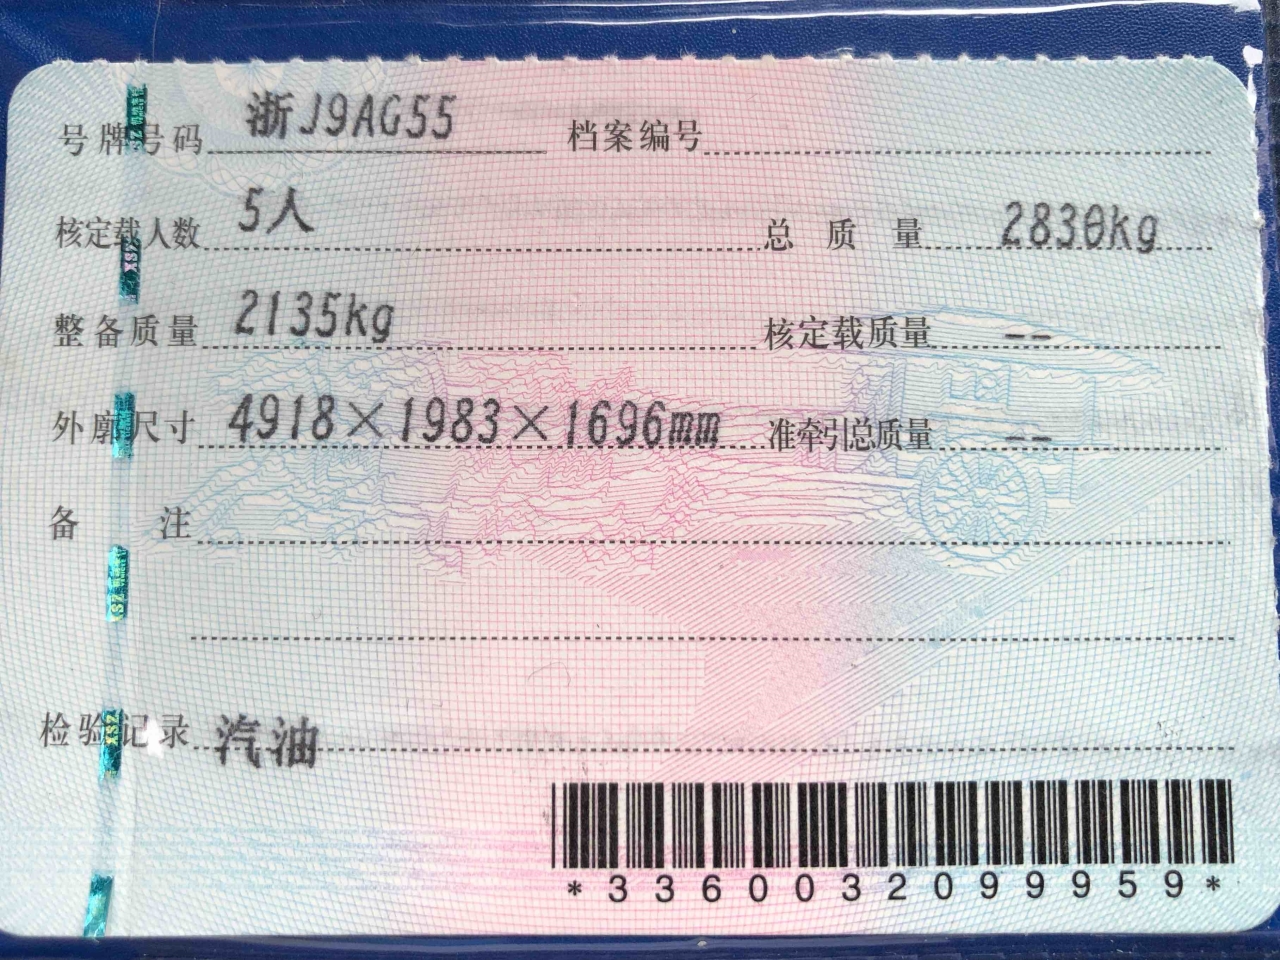 号牌号码 浙J9AG55 档案编号
核定载人数 5人 总质量 2830kg
整备质量 2135kg 核定载质量 --
外廓尺寸 4918×1983×1696mm 准牵引总质量 --
备注
检验记录 汽油
*3360032099959*